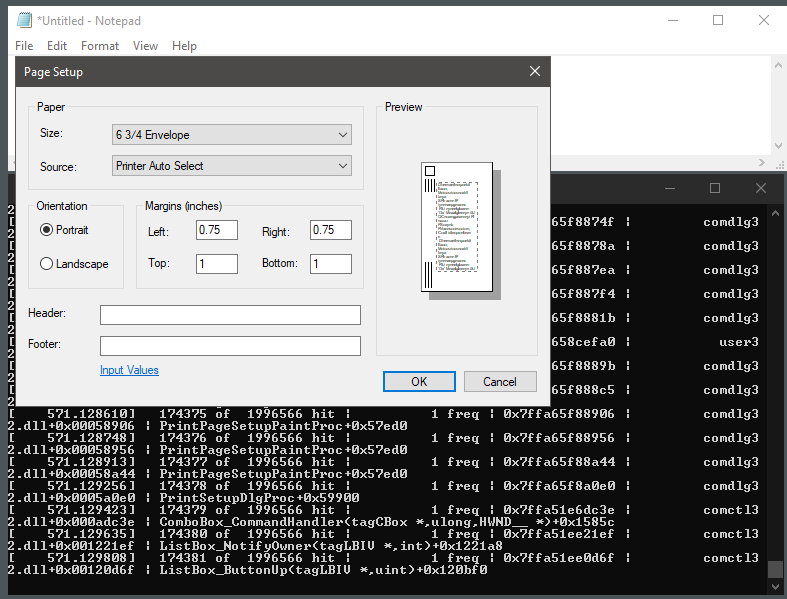 *Untitled - Notepad
File Edit Format View Help
Page Setup
Paper
Size: 6 3/4 Envelope
Source: Printer Auto Select
Orientation
Portrait
Landscape
Margins (inches)
Left: 0.75 Right: 0.75
Top: 1 Bottom: 1
Header:
Footer:
Input Values
Preview
OK Cancel
65f8874f ¦ comdlg3
65f8878a ¦ comdlg3
65f887ea ¦ comdlg3
65f887f4 ¦ comdlg3
65f8881b ¦ comdlg3
658cefa0 ¦ user3
65f8889b ¦ comdlg3
65f888c5 ¦ comdlg3
[ 571.128610] 174375 of 1996566 hit ¦ 1 freq ¦ 0x7ffa65f88906 ¦ comdlg3
2.dll+0x00058906 ¦ PrintPageSetupPaintProc+0x57ed0
[ 571.128748] 174376 of 1996566 hit ¦ 1 freq ¦ 0x7ffa65f88956 ¦ comdlg3
2.dll+0x00058956 ¦ PrintPageSetupPaintProc+0x57ed0
[ 571.128913] 174377 of 1996566 hit ¦ 1 freq ¦ 0x7ffa65f88a44 ¦ comdlg3
2.dll+0x00058a44 ¦ PrintPageSetupPaintProc+0x57ed0
[ 571.129256] 174378 of 1996566 hit ¦ 1 freq ¦ 0x7ffa65f8a0e0 ¦ comdlg3
2.dll+0x0005a0e0 ¦ PrintSetupDlgProc+0x59900
[ 571.129423] 174379 of 1996566 hit ¦ 1 freq ¦ 0x7ffa51e6dc3e ¦ comctl3
2.dll+0x000adc3e ¦ ComboBox_CommandHandler(tagCBox *,ulong,HWND__ *)+0x1585c
[ 571.129635] 174380 of 1996566 hit ¦ 1 freq ¦ 0x7ffa51ee21ef ¦ comctl3
2.dll+0x001221ef ¦ ListBox_NotifyOwner(tagLBIV *,int)+0x1221a8
[ 571.129808] 174381 of 1996566 hit ¦ 1 freq ¦ 0x7ffa51ee0d6f ¦ comctl3
2.dll+0x00120d6f ¦ ListBox_ButtonUp(tagLBIV *,uint)+0x120bf0